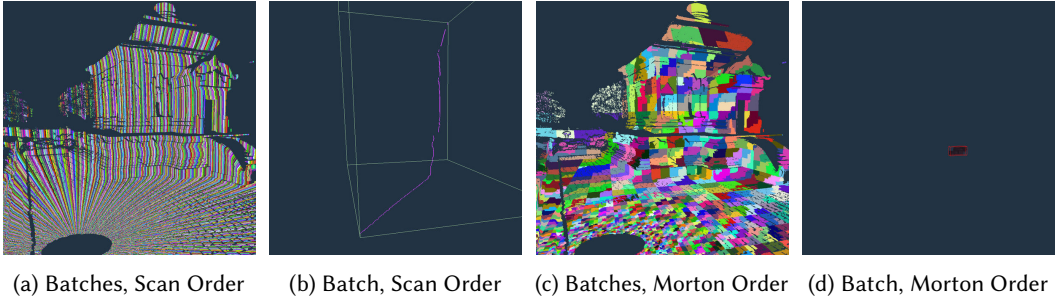 (a) Batches, Scan Order
(b) Batch, Scan Order
(c) Batches, Morton Order
(d) Batch, Morton Order